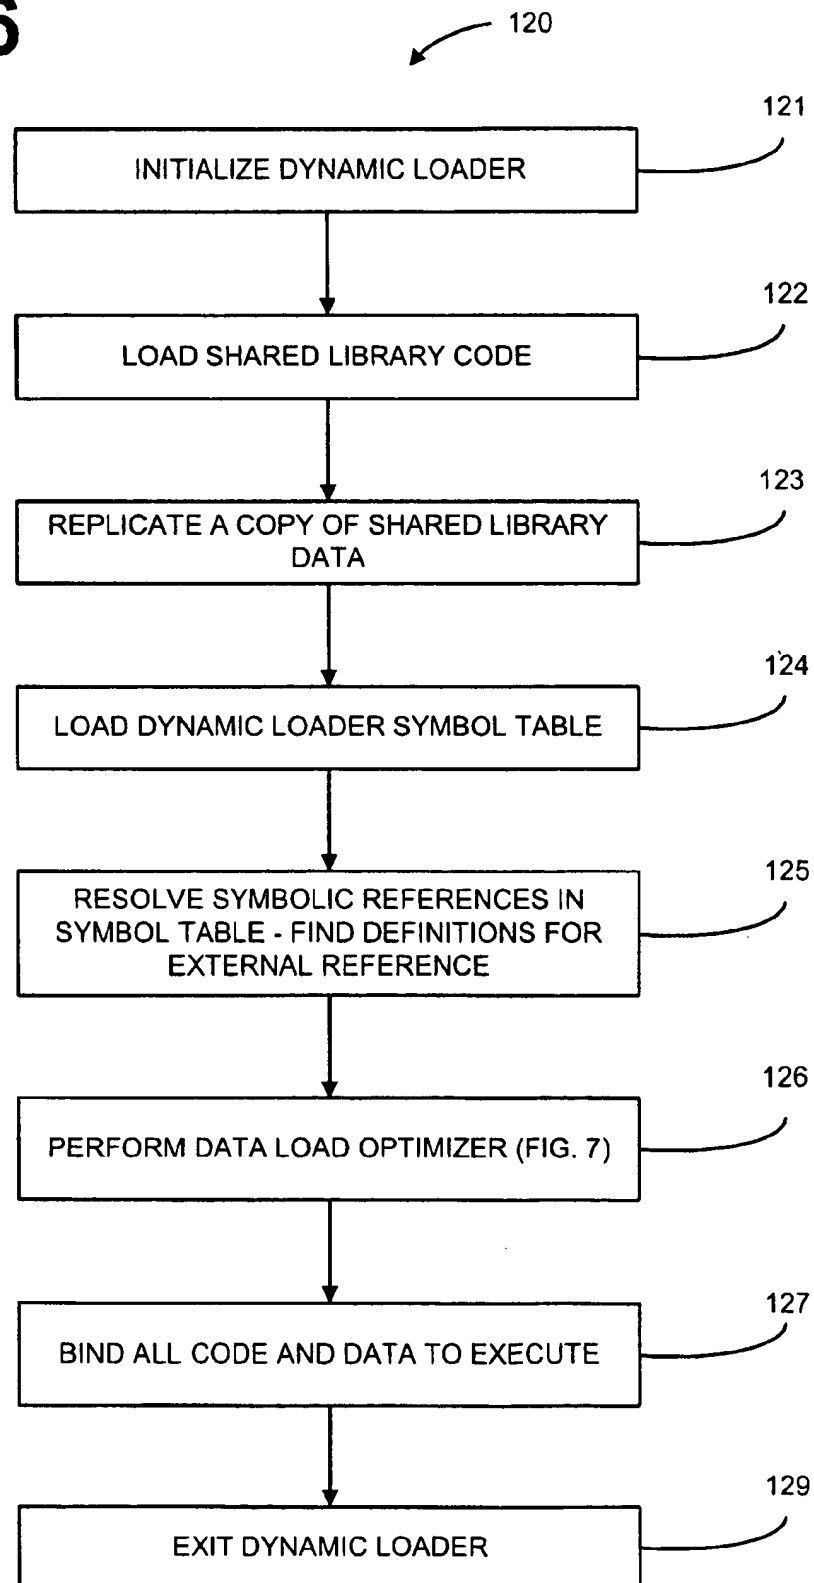 6
120
121
INITIALIZE DYNAMIC LOADER
122
LOAD SHARED LIBRARY CODE
123
REPLICATE A COPY OF SHARED LIBRARY
DATA
124
LOAD DYNAMIC LOADER SYMBOL TABLE
125
RESOLVE SYMBOLIC REFERENCES IN
SYMBOL TABLE - FIND DEFINITIONS FOR
EXTERNAL REFERENCE
126
PERFORM DATA LOAD OPTIMIZER (FIG. 7)
127
BIND ALL CODE AND DATA TO EXECUTE
129
EXIT DYNAMIC LOADER